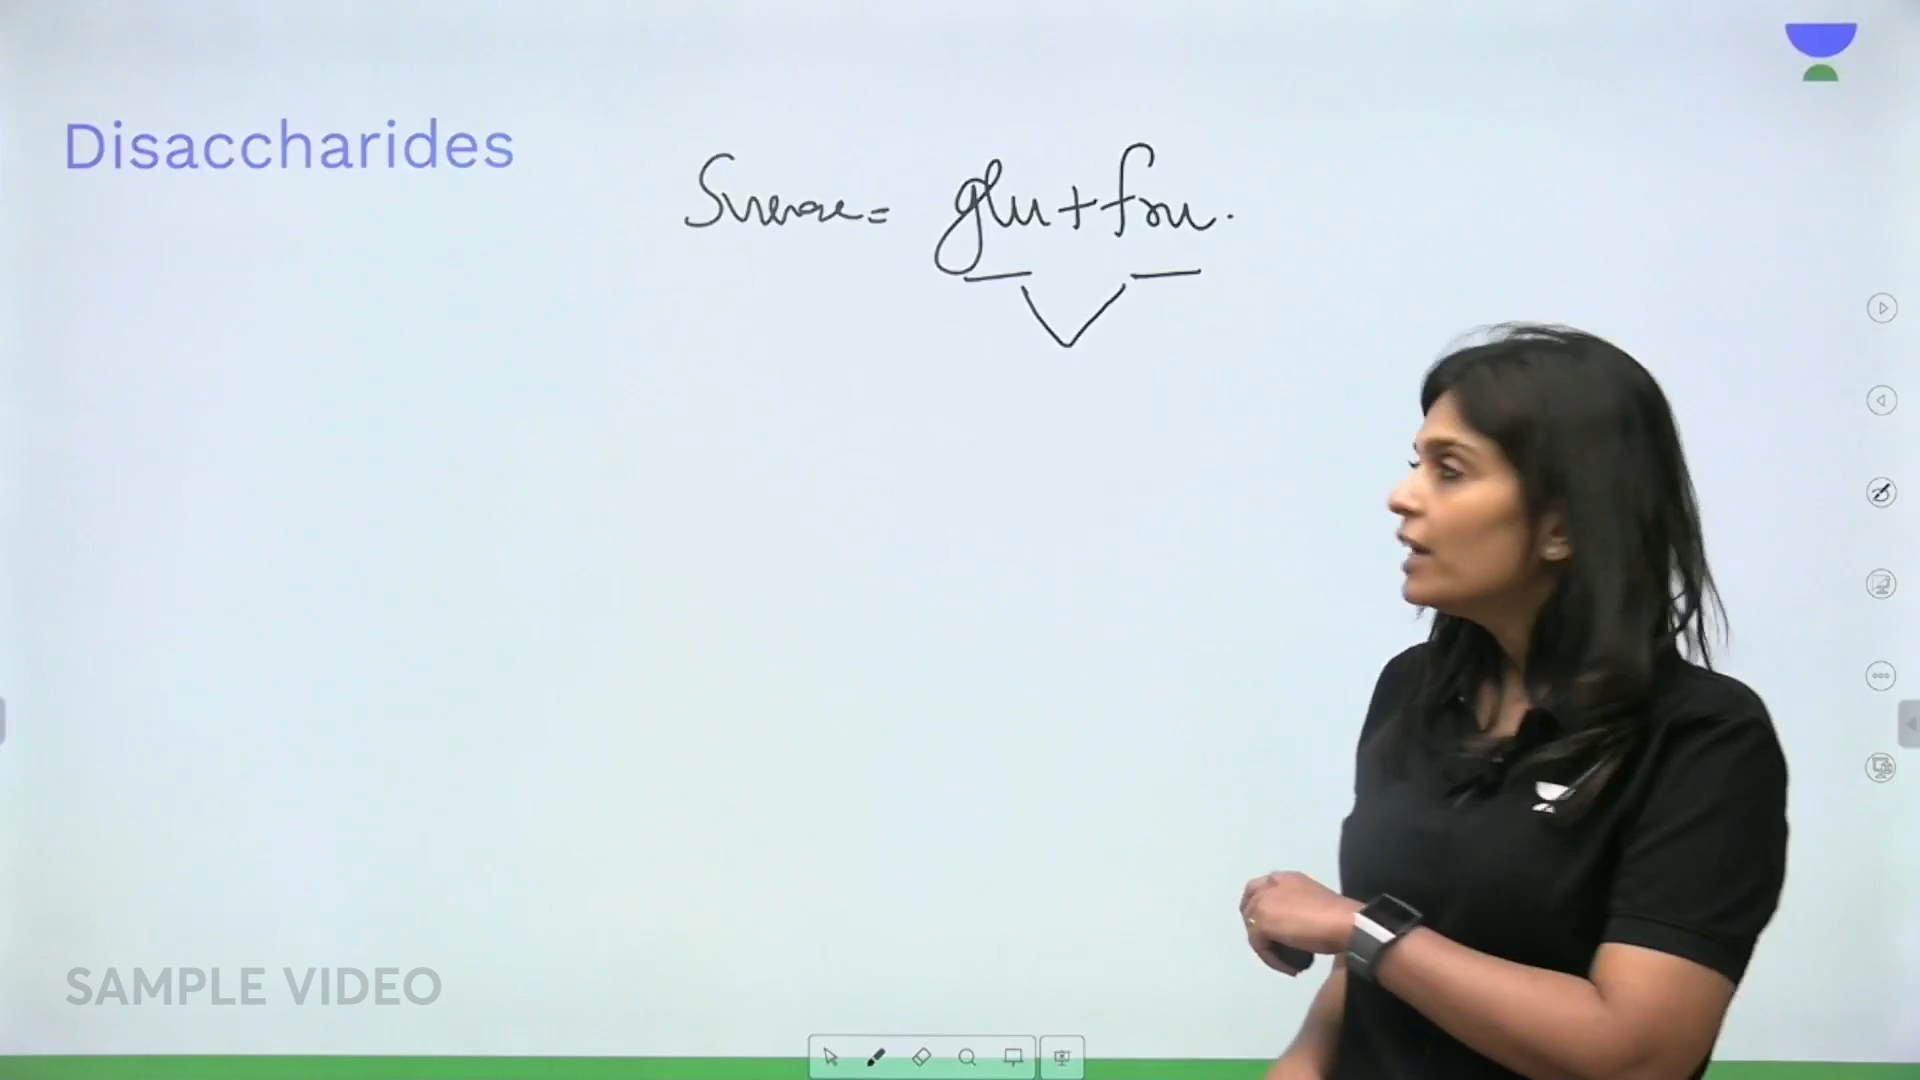 Disaccharides
Sucrose = glu + fru.
SAMPLE VIDEO